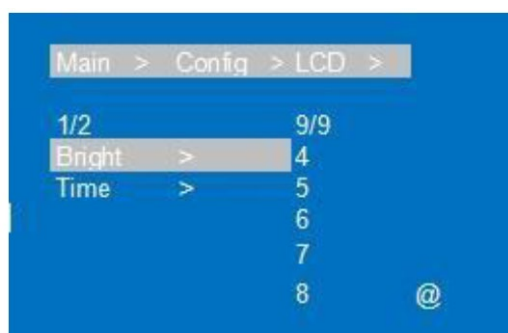 Main > Config > LCD >
1/2 9/9
Bright > 4
Time > 5
6
7
8 @